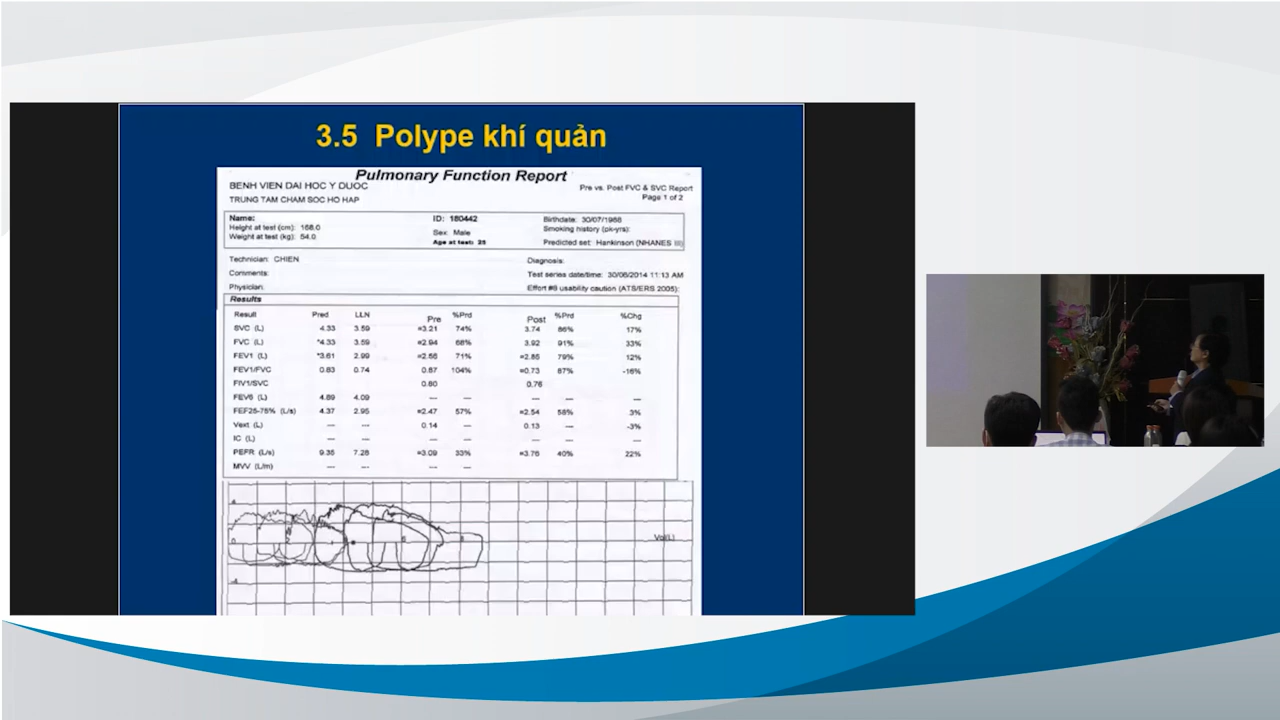 3.5 Polype khí quản
Pulmonary Function Report
BENH VIEN DAI HOC Y DUOC
TRUNG TAM CHAM SOC HO HAP
Pre vs. Post FVC & SVC Report
Page 1 of 2
Name: ID: 180442 Birthdate: 30/07/1988
Height at test (cm): 168.0 Sex: Male Smoking history (pk-yrs):
Weight at test (kg): 54.0 Age at test: 25 Predicted set: Hankinson (NHANES III)
Technician: CHIEN Diagnosis:
Comments: Test series date/time: 30/06/2014 11:13 AM
Physician: Effort #9 usability caution (ATS/ERS 2005):
Results
Result Pred LLN Pre %Prd Post %Prd %Chg
SVC (L) 4.33 3.59 *3.21 74% 3.74 86% 17%
FVC (L) *4.33 3.59 *2.94 68% 3.92 91% 33%
FEV1 (L) *3.61 2.99 *2.56 71% *2.86 79% 12%
FEV1/FVC 0.83 0.74 0.87 104% *0.73 87% -16%
FIV1/SVC 0.80 0.76
FEV6 (L) 4.89 4.09 --- --- --- --- ---
FEF25-75% (L/s) 4.37 2.95 *2.47 57% *2.54 58% 3%
Vext (L) --- --- 0.14 --- 0.13 --- -3%
IC (L) --- --- --- --- --- --- ---
PEFR (L/s) 9.35 7.28 *3.09 33% *3.76 40% 22%
MVV (L/m) --- --- --- --- --- --- ---
4
0
Vol(L)
-4